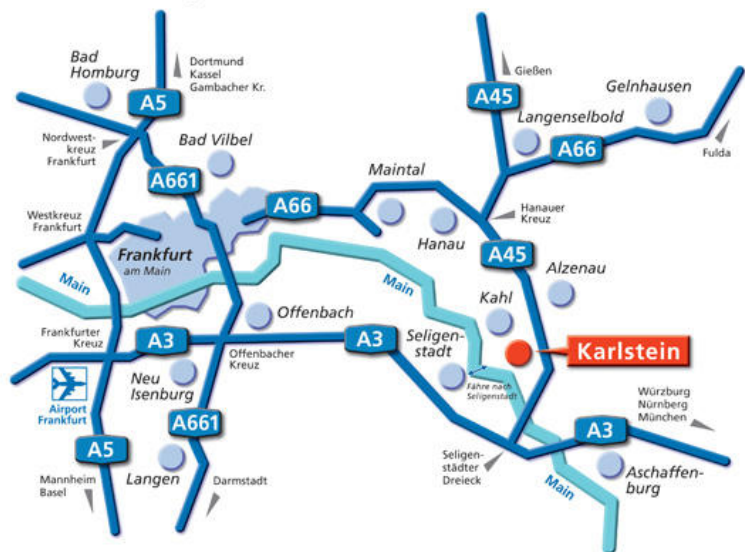 Dortmund
Kassel
Gambacher Kr.
Bad
Homburg
A5
Gießen
A45
Gelnhausen
Langenselbold
A66
Fulda
Nordwest-
kreuz
Frankfurt
Bad Vilbel
A661
Maintal
A66
Westkreuz
Frankfurt
Hanauer
Kreuz
Hanau
Frankfurt
am Main
A45
Alzenau
Main
Main
Kahl
Offenbach
Seligen-
stadt
Karlstein
Frankfurter
Kreuz
A3
Offenbacher
Kreuz
A3
Fähre nach
Seligenstadt
Neu
Isenburg
Airport
Frankfurt
Würzburg
Nürnberg
München
A661
A3
A5
Langen
Seligen-
städter
Dreieck
Main
Aschaffen-
burg
Mannheim
Basel
Darmstadt